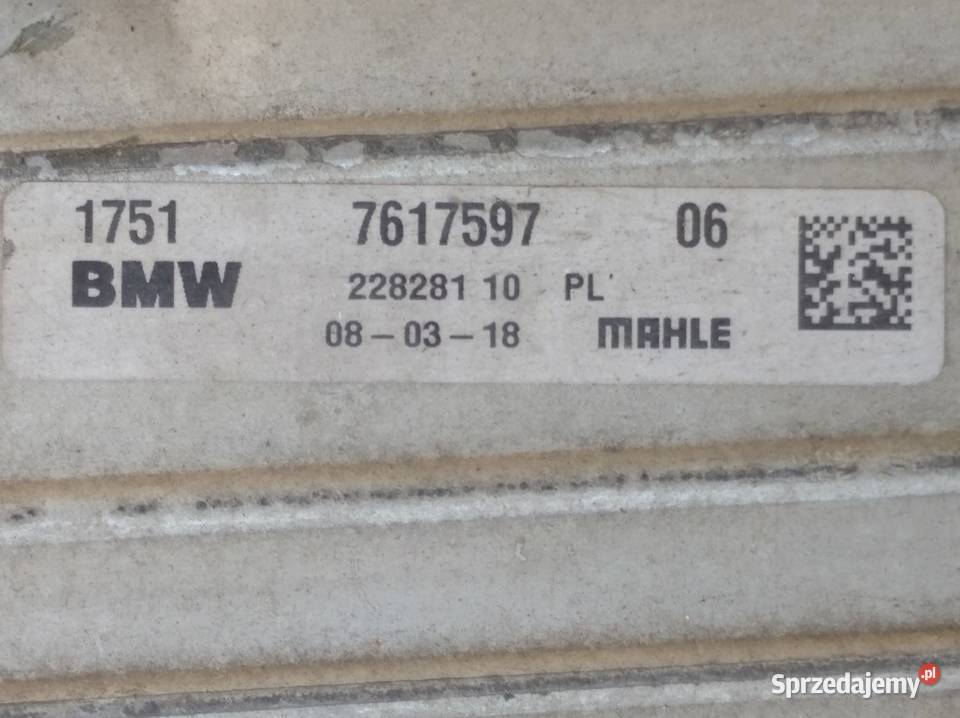 1751 7617597 06
BMW 228281 10 PL
08-03-18 MAHLE
Sprzedajemy.pl